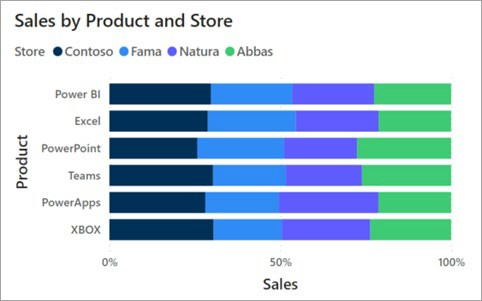 Sales by Product and Store
Store Contoso Fama Natura Abbas
Product
Power BI
Excel
PowerPoint
Teams
PowerApps
XBOX
0% 50% 100%
Sales